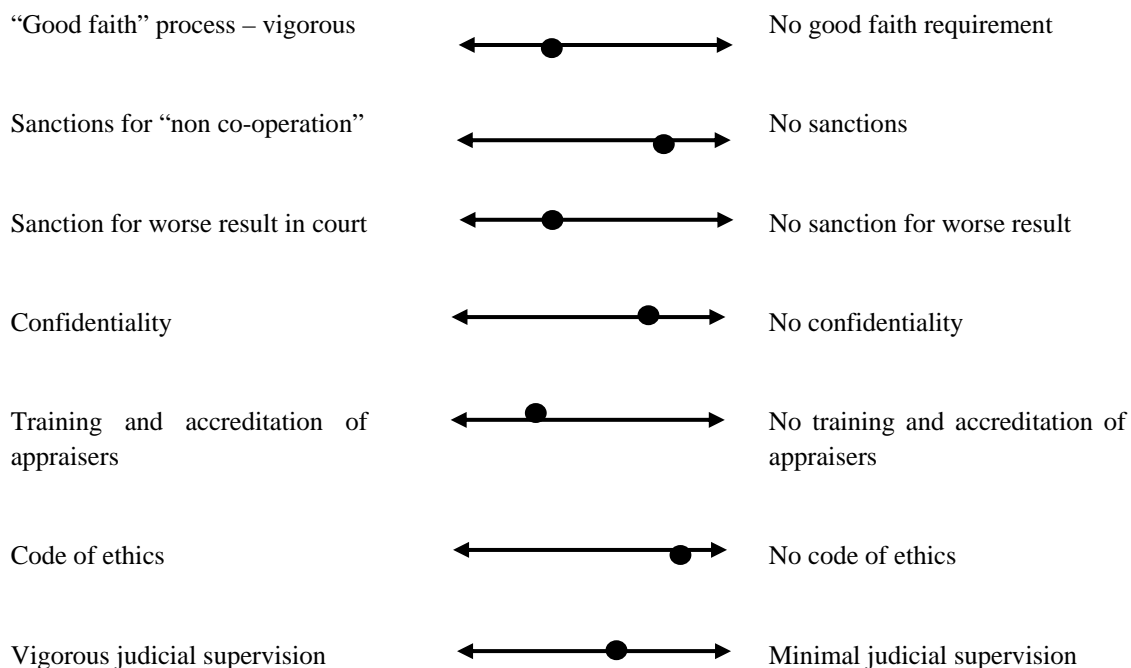 “Good faith” process – vigorous
No good faith requirement
Sanctions for “non co-operation”
No sanctions
Sanction for worse result in court
No sanction for worse result
Confidentiality
No confidentiality
Training and accreditation of
appraisers
No training and accreditation of
appraisers
Code of ethics
No code of ethics
Vigorous judicial supervision
Minimal judicial supervision